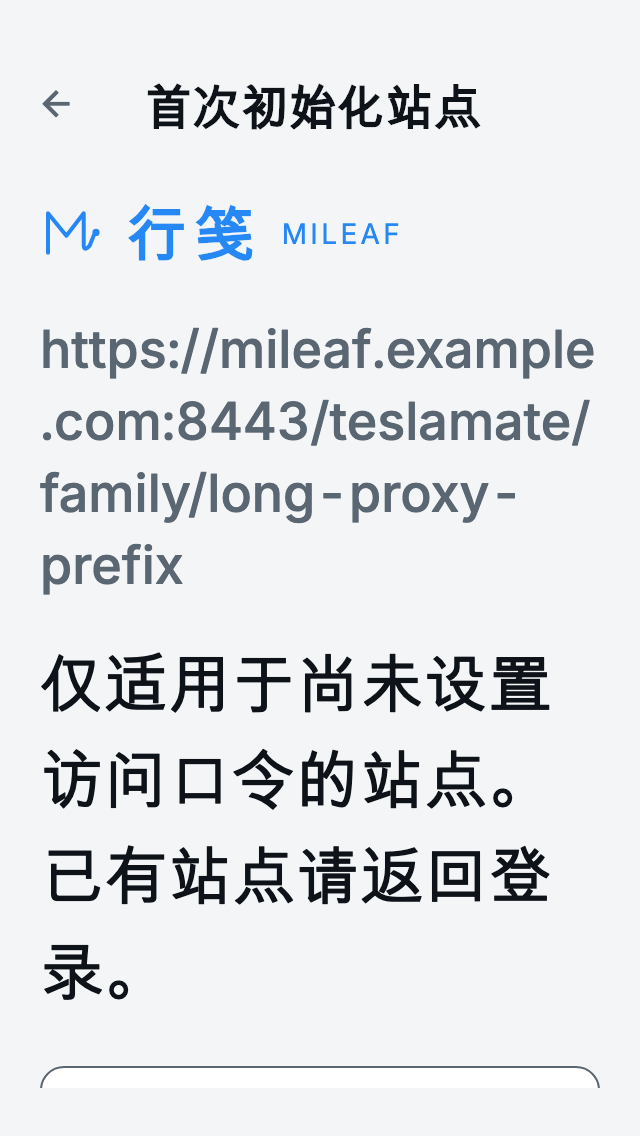 首次初始化站点
行笺 MILEAF
https://mileaf.example
.com:8443/teslamate/
family/long-proxy-
prefix
仅适用于尚未设置
访问口令的站点。
已有站点请返回登
录。